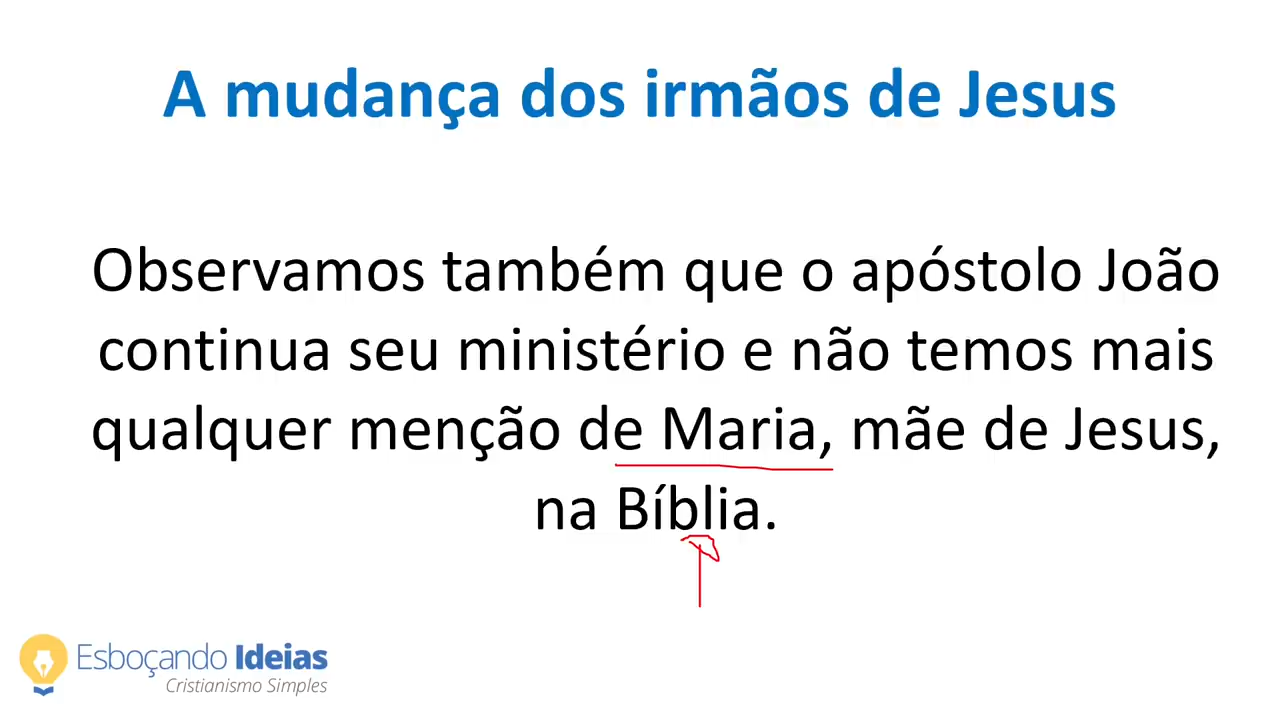 A mudança dos irmãos de Jesus
Observamos também que o apóstolo João
continua seu ministério e não temos mais
qualquer menção de Maria, mãe de Jesus,
na Bíblia.
Esboçando Ideias
Cristianismo Simples